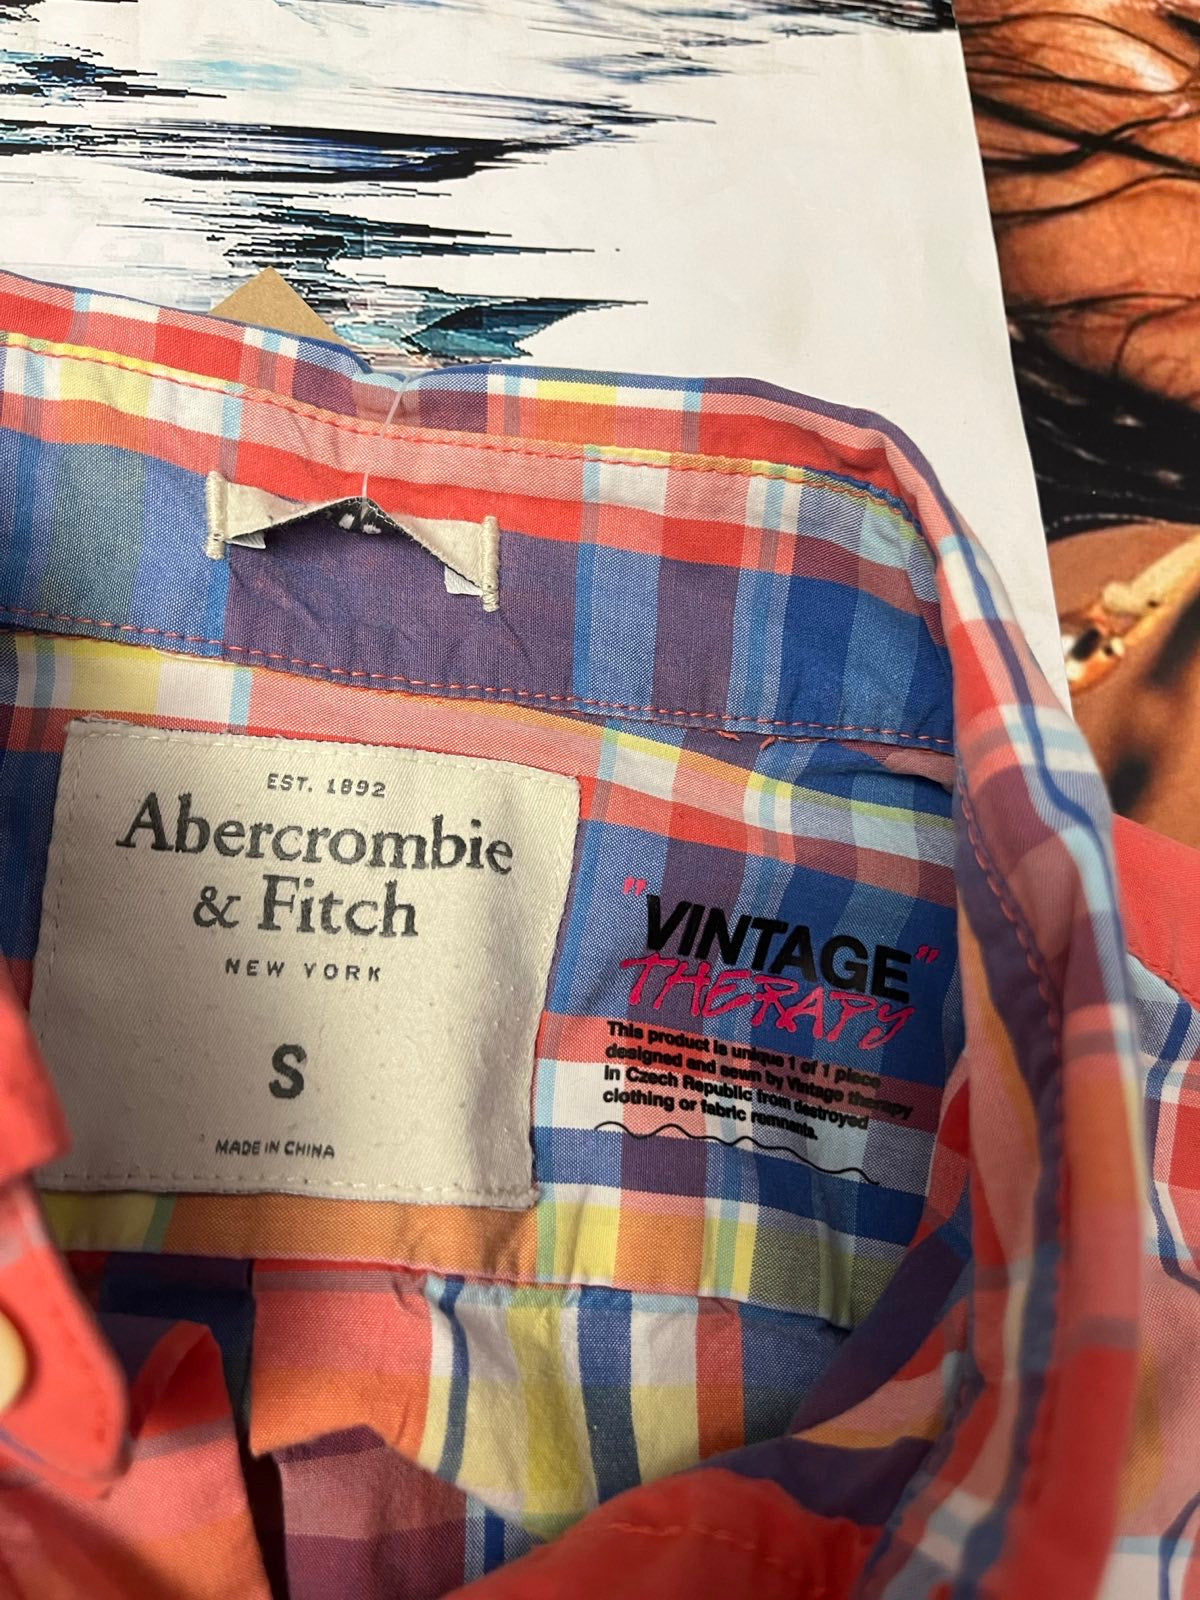 EST. 1892
Abercrombie
& Fitch
NEW YORK
S
MADE IN CHINA
"VINTAGE"
THERAPY
This product is unique 1 of 1 piece
designed and sewn by Vintage therapy
in Czech Republic from destroyed
clothing or fabric remnants.